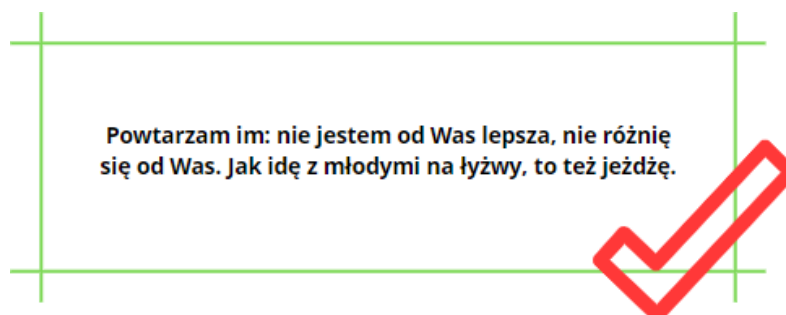 Powtarzam im: nie jestem od Was lepsza, nie różnię
się od Was. Jak idę z młodymi na łyżwy, to też jeżdżę.